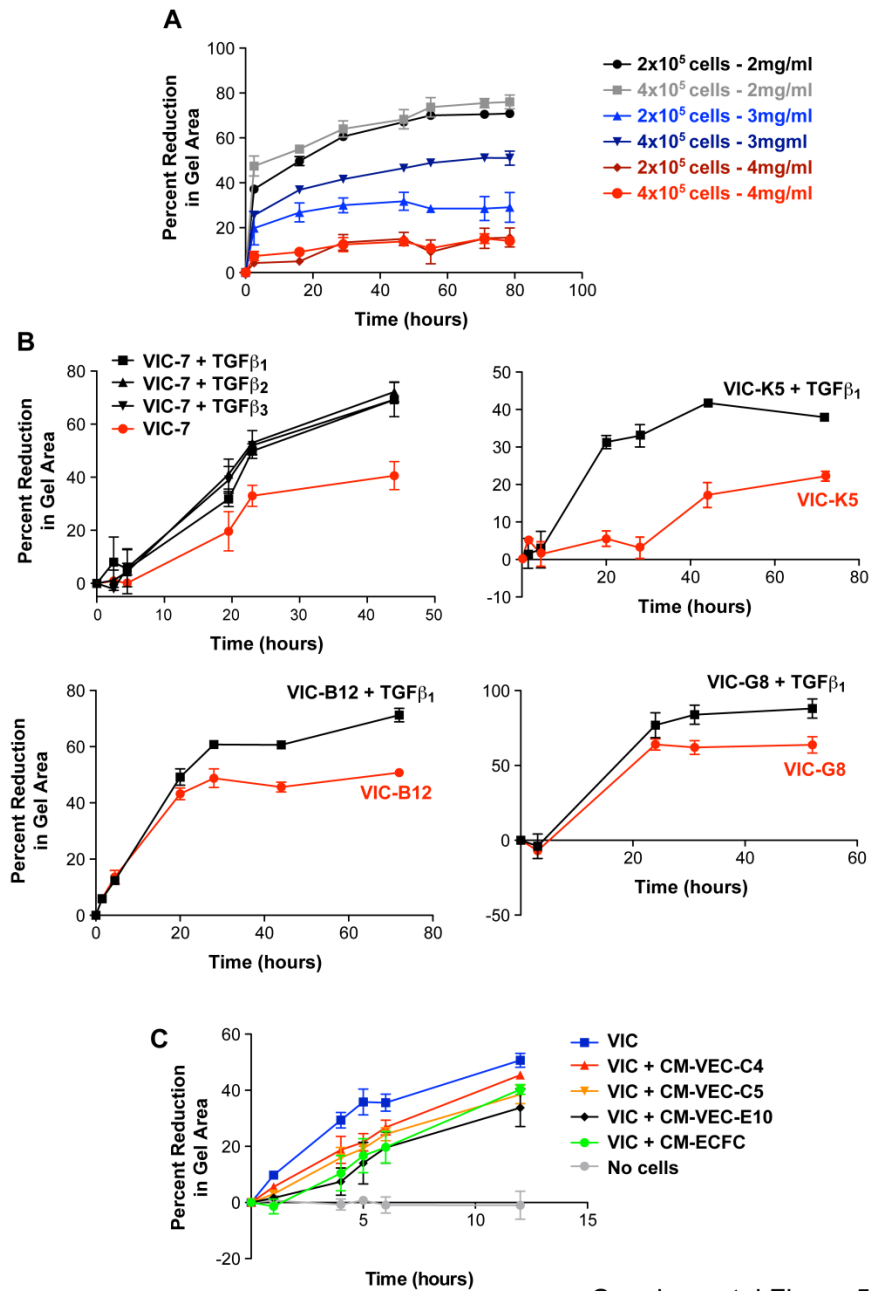 A
Percent Reduction
in Gel Area
100
80
60
40
20
0
0
20
40
60
80
100
Time (hours)
2x10⁵ cells - 2mg/ml
4x10⁵ cells - 2mg/ml
2x10⁵ cells - 3mg/ml
4x10⁵ cells - 3mgml
2x10⁵ cells - 4mg/ml
4x10⁵ cells - 4mg/ml
B
Percent Reduction
in Gel Area
80
60
40
20
0
0
10
20
30
40
50
Time (hours)
VIC-7 + TGFβ₁
VIC-7 + TGFβ₂
VIC-7 + TGFβ₃
VIC-7
50
40
30
20
10
0
-10
20
40
60
80
Time (hours)
VIC-K5 + TGFβ₁
VIC-K5
Percent Reduction
in Gel Area
80
60
40
20
0
0
20
40
60
80
Time (hours)
VIC-B12 + TGFβ₁
VIC-B12
100
50
0
-50
20
40
60
Time (hours)
VIC-G8 + TGFβ₁
VIC-G8
C
Percent Reduction
in Gel Area
60
40
20
0
-20
5
10
15
Time (hours)
VIC
VIC + CM-VEC-C4
VIC + CM-VEC-C5
VIC + CM-VEC-E10
VIC + CM-ECFC
No cells